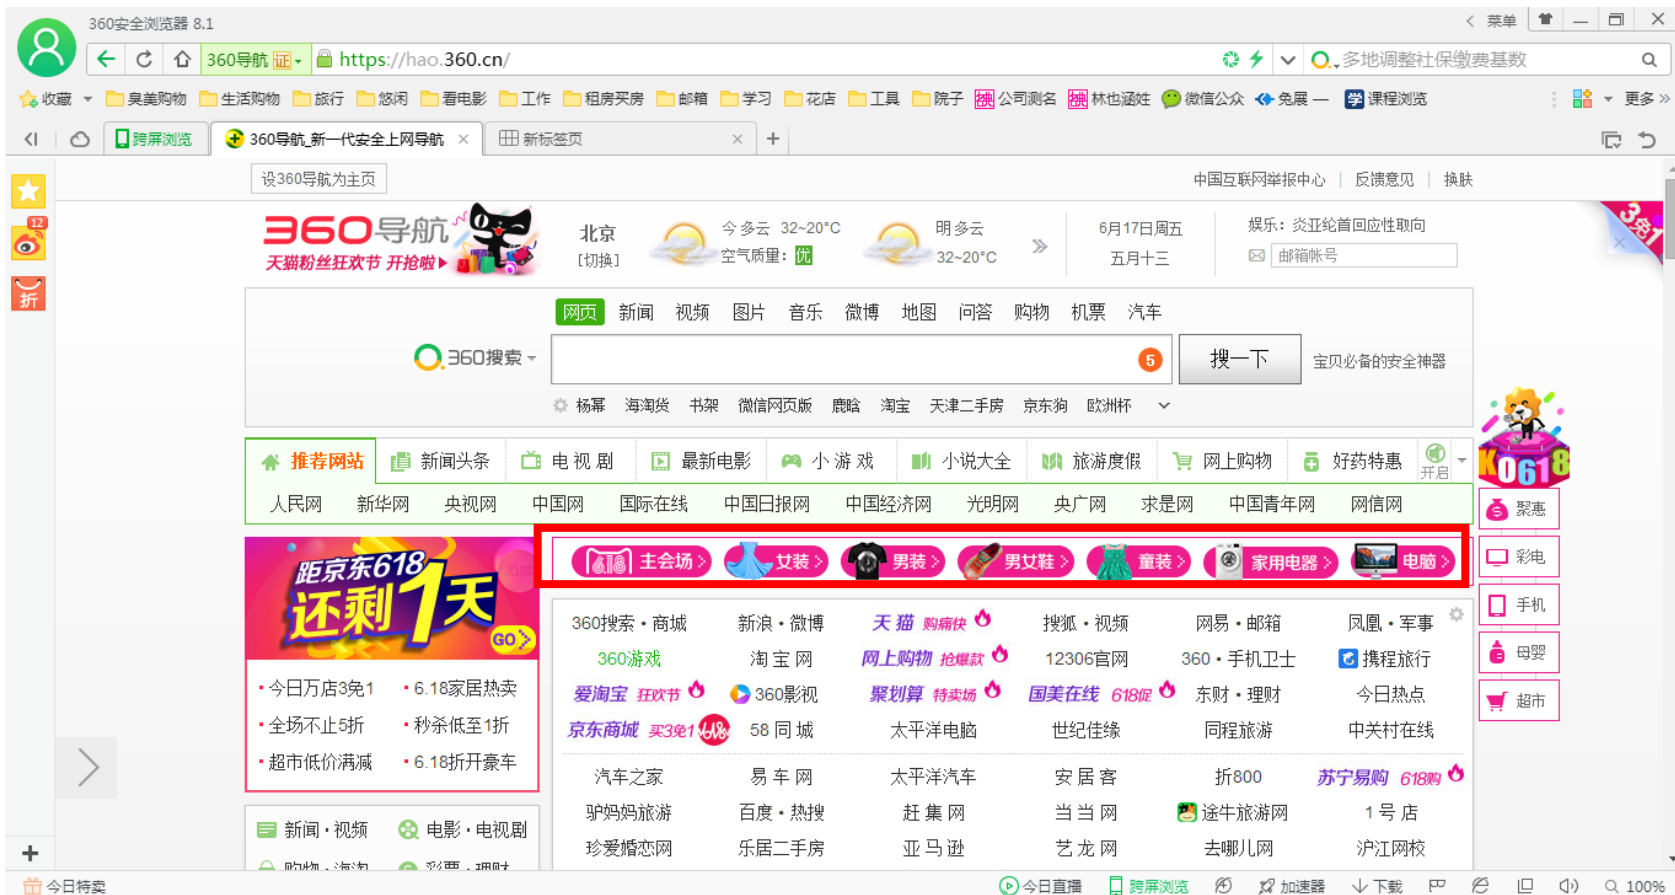 360安全浏览器 8.1
菜单
360导航 证 https://hao.360.cn/ 多地调整社保缴费基数
收藏 臭美购物 生活购物 旅行 悠闲 看电影 工作 租房买房 邮箱 学习 花店 工具 院子 公司测名 林也涵姓 微信公众 兔展 — 学 课程浏览 更多 »
跨屏浏览 360导航_新一代安全上网导航 × 新标签页 × +
设360导航为主页 中国互联网举报中心 反馈意见 换肤
12
折
360导航
天猫粉丝狂欢节 开抢啦
北京
[切换]
今多云 32~20°C
空气质量: 优
明多云
32~20°C
6月17日周五
五月十三
娱乐: 炎亚纶首回应性取向
邮箱帐号
3免1
网页 新闻 视频 图片 音乐 微博 地图 问答 购物 机票 汽车
360搜索 5 搜一下 宝贝必备的安全神器
杨幂 海淘货 书架 微信网页版 鹿晗 淘宝 天津二手房 京东狗 欧洲杯
推荐网站 新闻头条 电视剧 最新电影 小游戏 小说大全 旅游度假 网上购物 好药特惠 开启
人民网 新华网 央视网 中国网 国际在线 中国日报网 中国经济网 光明网 央广网 求是网 中国青年网 网信网
KO618
聚惠
彩电
手机
母婴
超市
距京东618
还剩1天
GO
今日万店3免1 6.18家居热卖
全场不止5折 秒杀低至1折
超市低价满减 6.18折开豪车
新闻·视频 电影·电视剧
购物·海淘 彩票·理财
6.18 主会场 女装 男装 男女鞋 童装 家用电器 电脑
360搜索·商城 新浪·微博 天猫 购痛快 搜狐·视频 网易·邮箱 凤凰·军事
360游戏 淘宝网 网上购物 抢爆款 12306官网 360·手机卫士 携程旅行
爱淘宝 狂欢节 360影视 聚划算 特卖场 国美在线 618促 东财·理财 今日热点
京东商城 买3免1 618 58同城 太平洋电脑 世纪佳缘 同程旅游 中关村在线
汽车之家 易车网 太平洋汽车 安居客 折800 苏宁易购 618购
驴妈妈旅游 百度·热搜 赶集网 当当网 途牛旅游网 1号店
珍爱婚恋网 乐居二手房 亚马逊 艺龙网 去哪儿网 沪江网校
今日特卖 今日直播 跨屏浏览 加速器 下载 100%